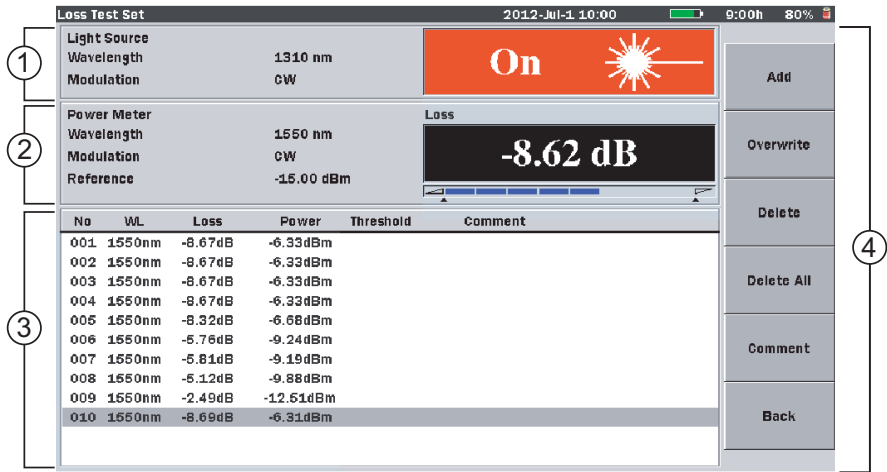 Loss Test Set 2012-Jul-1 10:00 9:00h 80%
1
Light Source
Wavelength 1310 nm
Modulation CW
On
2
Power Meter
Wavelength 1550 nm
Modulation CW
Reference -15.00 dBm
Loss
-8.62 dB
3
No WL Loss Power Threshold Comment
001 1550nm -8.67dB -6.33dBm
002 1550nm -8.67dB -6.33dBm
003 1550nm -8.67dB -6.33dBm
004 1550nm -8.67dB -6.33dBm
005 1550nm -8.32dB -6.68dBm
006 1550nm -5.76dB -9.24dBm
007 1550nm -5.81dB -9.19dBm
008 1550nm -5.12dB -9.88dBm
009 1550nm -2.49dB -12.51dBm
010 1550nm -8.69dB -6.31dBm
4
Add
Overwrite
Delete
Delete All
Comment
Back